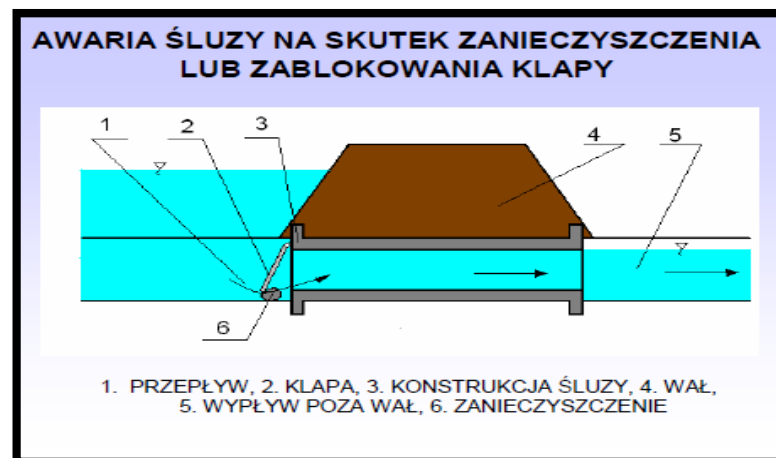 AWARIA ŚLUZY NA SKUTEK ZANIECZYSZCZENIA
LUB ZABLOKOWANIA KLAPY
1 2 3 4 5
6
1. PRZEPŁYW, 2. KLAPA, 3. KONSTRUKCJA ŚLUZY, 4. WAŁ,
5. WYPŁYW POZA WAŁ, 6. ZANIECZYSZCZENIE